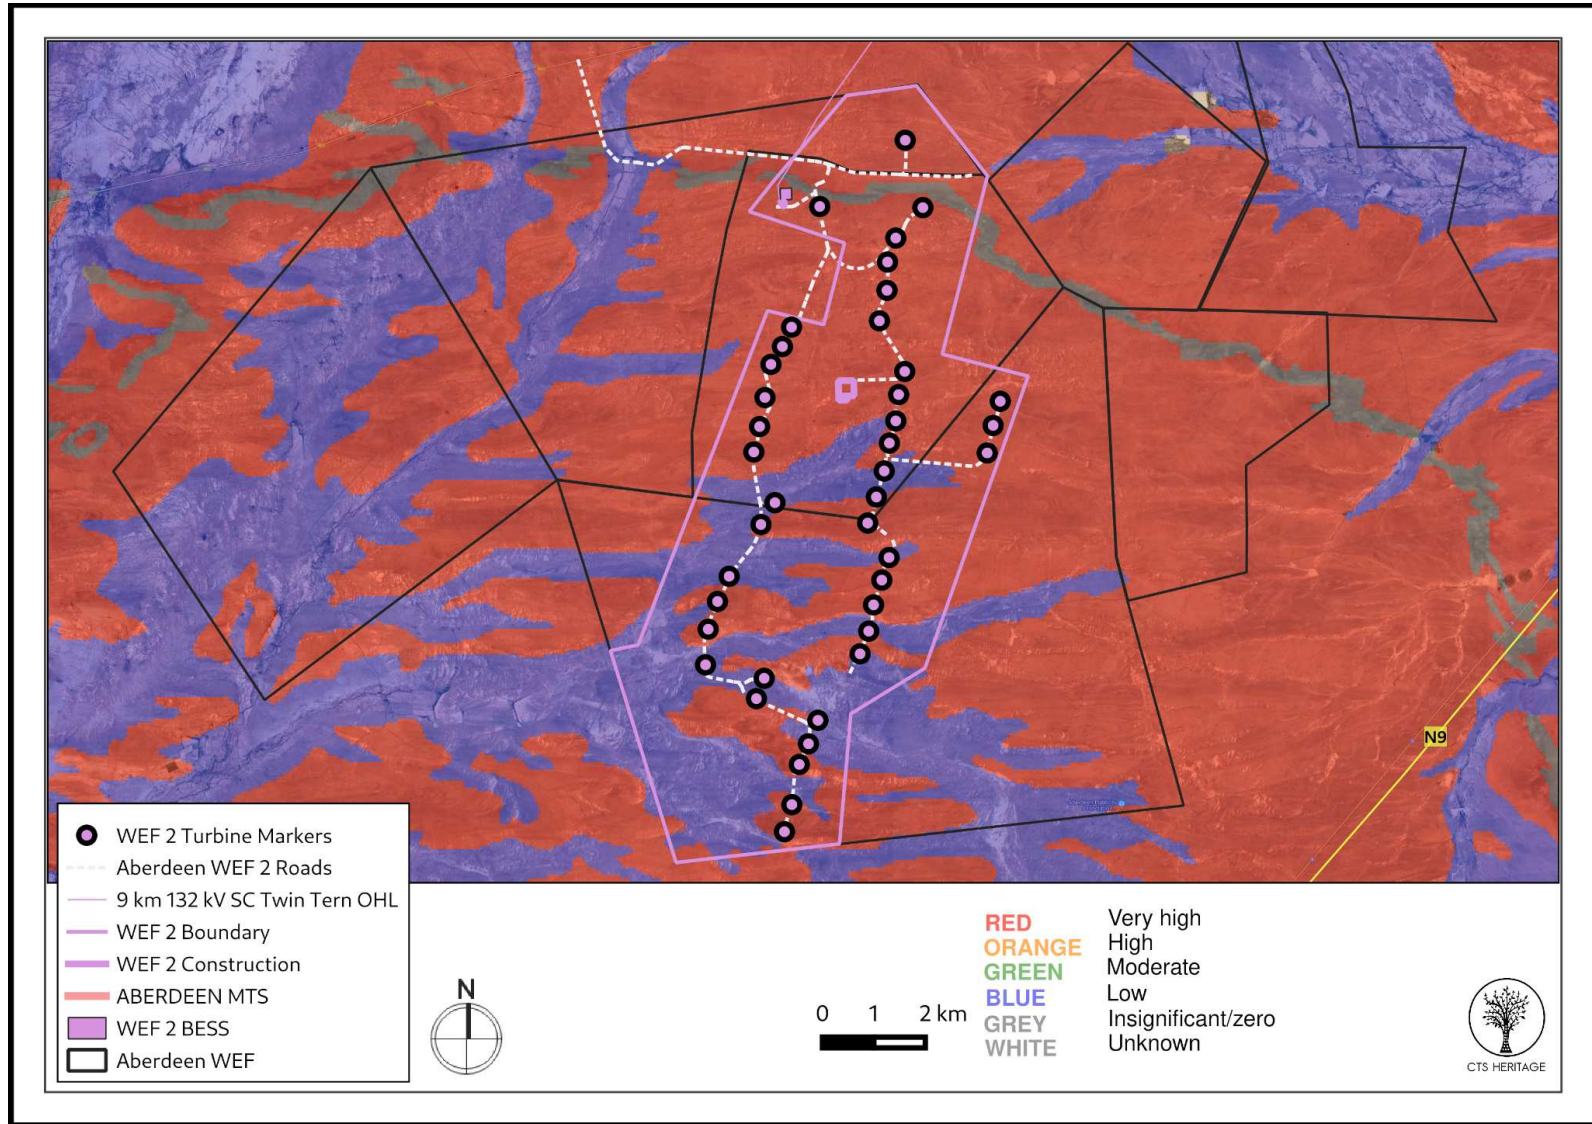 N9
WEF 2 Turbine Markers
Aberdeen WEF 2 Roads
9 km 132 kV SC Twin Tern OHL
WEF 2 Boundary
WEF 2 Construction
ABERDEEN MTS
WEF 2 BESS
Aberdeen WEF
N
0 1 2 km
RED Very high
ORANGE High
GREEN Moderate
BLUE Low
GREY Insignificant/zero
WHITE Unknown
CTS HERITAGE